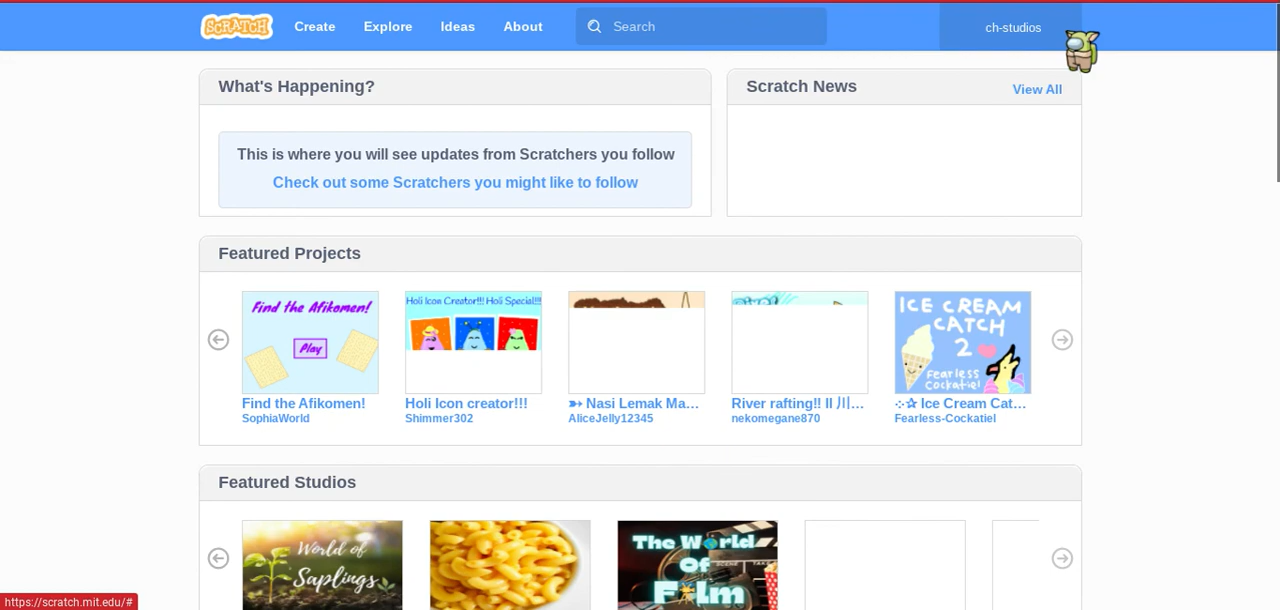 SCRATCH Create Explore Ideas About Search ch-studios
What's Happening?
This is where you will see updates from Scratchers you follow
Check out some Scratchers you might like to follow
Scratch News View All
Featured Projects
Find the Afikomen!
Play
Holi Icon Creator!!! Holi Special!!!
ICE CREAM
CATCH
2
Fearless
Cockatiel
Find the Afikomen! Holi Icon creator!!! ➳ Nasi Lemak Ma... River rafting!! II 川... ⁘✰ Ice Cream Cat...
SophiaWorld Shimmer302 AliceJelly12345 nekomegane870 Fearless-Cockatiel
Featured Studios
World of
Saplings
The World
Of
Film
https://scratch.mit.edu/#